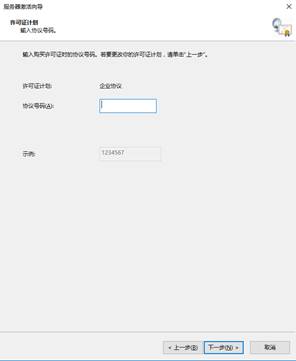 服务器激活向导
许可证计划
输入协议号码。
输入购买许可证时的协议号码。若要更改你的许可证计划，请单击“上一步”。
许可证计划: 企业协议
协议号码(A):
示例: 1234567
< 上一步(B) 下一步(N) > 取消